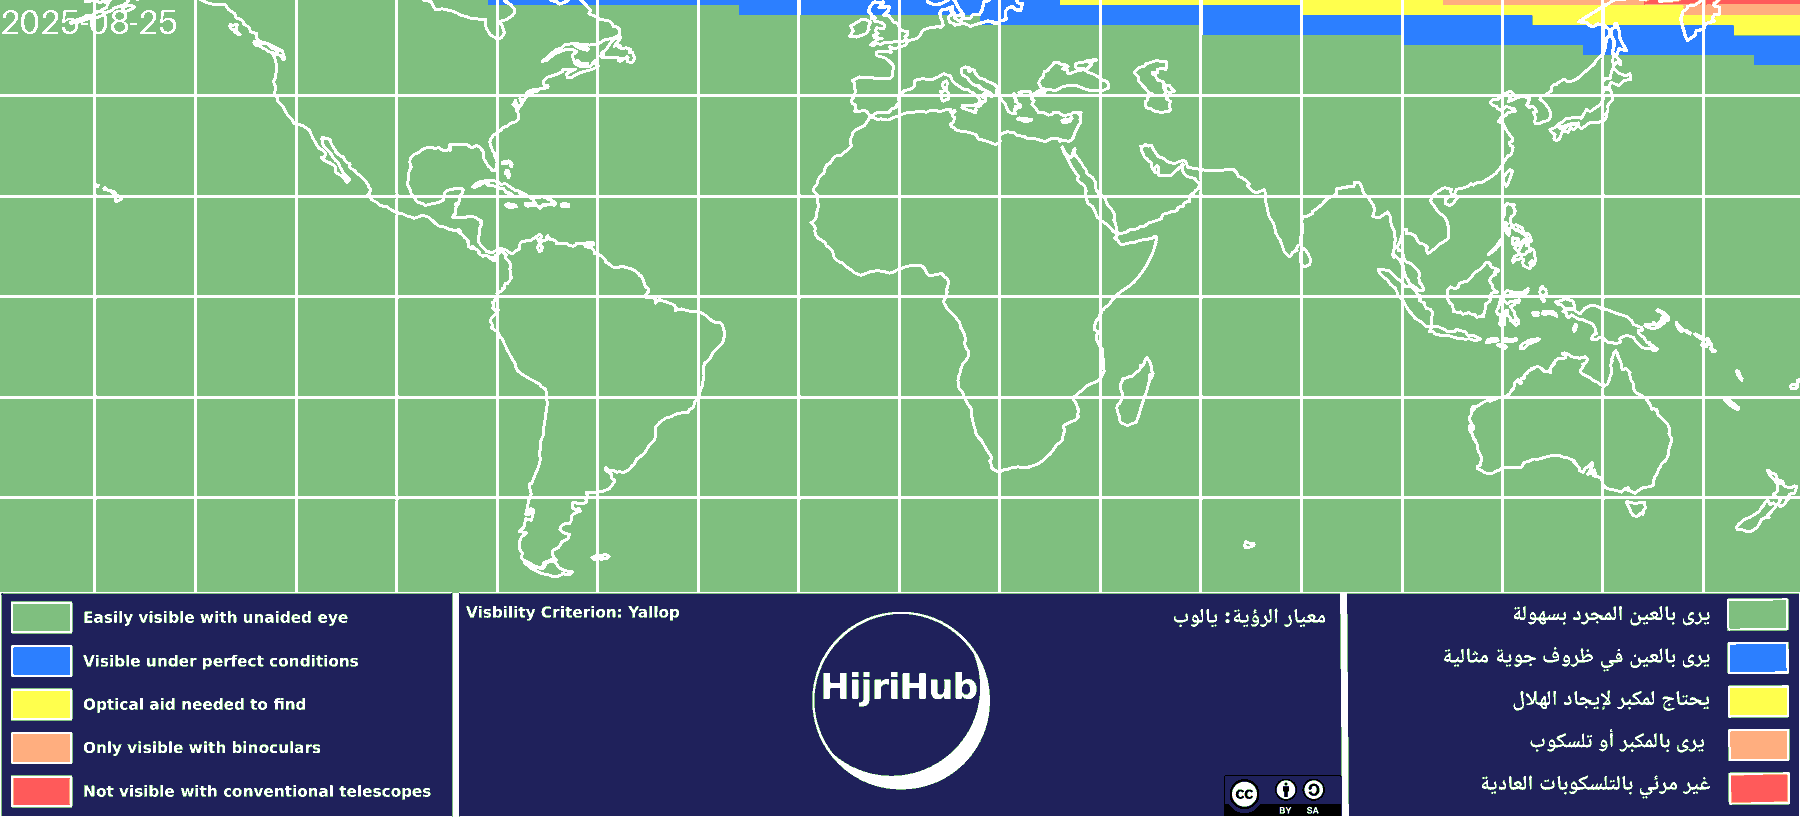 2025-08-25
Easily visible with unaided eye
Visible under perfect conditions
Optical aid needed to find
Only visible with binoculars
Not visible with conventional telescopes
Visbility Criterion: Yallop
معيار الرؤية: يالوب
HijriHub
cc
BY SA
يرى بالعين المجرد بسهولة
يرى بالعين في ظروف جوية مثالية
يحتاج لمكبر لإيجاد الهلال
يرى بالمكبر أو تلسكوب
غير مرئي بالتلسكوبات العادية